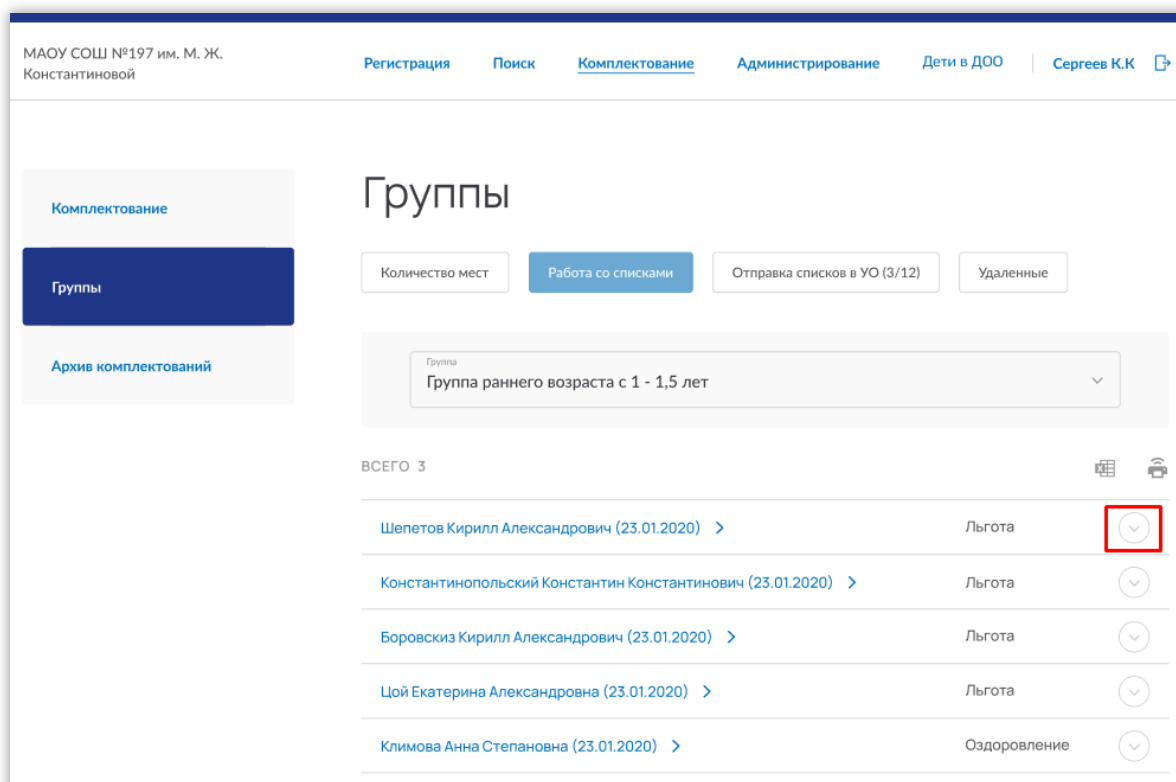 МАОУ СОШ №197 им. М. Ж.
Константиновой
Регистрация Поиск Комплектование Администрирование Дети в ДОО Сергеев К.К
Комплектование
Группы
Архив комплектований
Группы
Количество мест Работа со списками Отправка списков в УО (3/12) Удаленные
Группа
Группа раннего возраста с 1 - 1,5 лет
ВСЕГО 3
Шепетов Кирилл Александрович (23.01.2020) Льгота
Константинопольский Константин Константинович (23.01.2020) Льгота
Боровскиз Кирилл Александрович (23.01.2020) Льгота
Цой Екатерина Александровна (23.01.2020) Льгота
Климова Анна Степановна (23.01.2020) Оздоровление